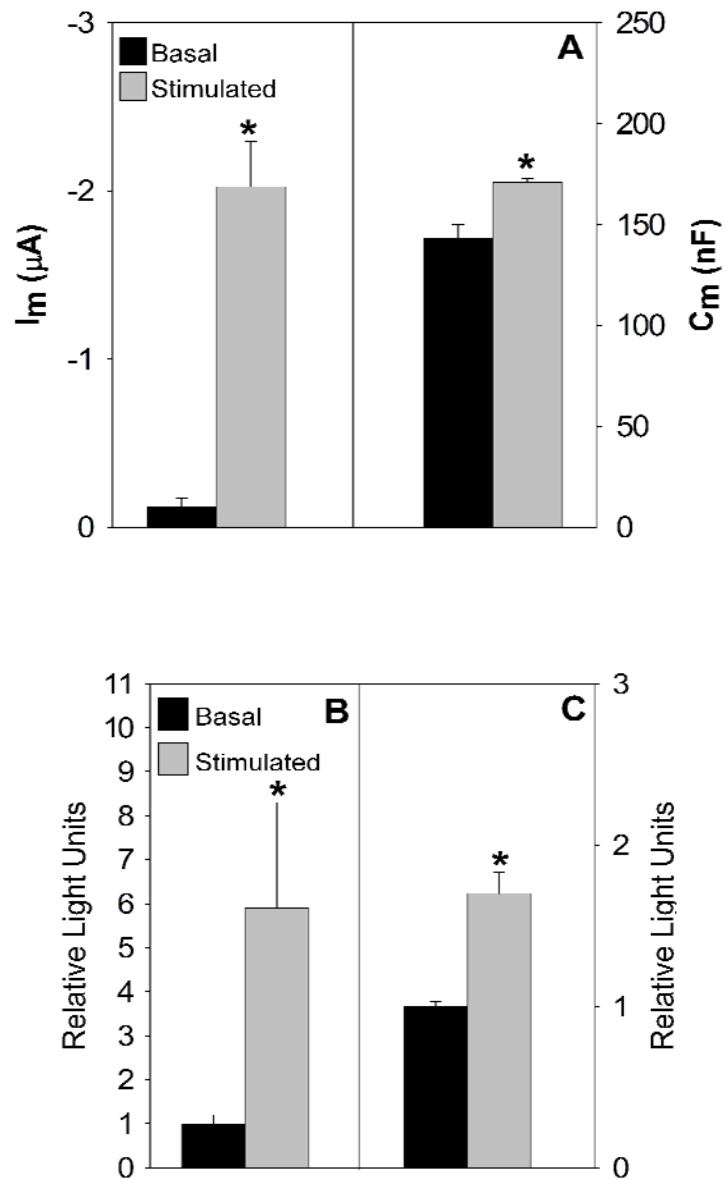 -3
-2
-1
0
Im (μA)
Basal
Stimulated
*
A
*
250
200
150
100
50
0
Cm (nF)
11
10
9
8
7
6
5
4
3
2
1
0
Relative Light Units
Basal
Stimulated
B
*
C
*
3
2
1
0
Relative Light Units